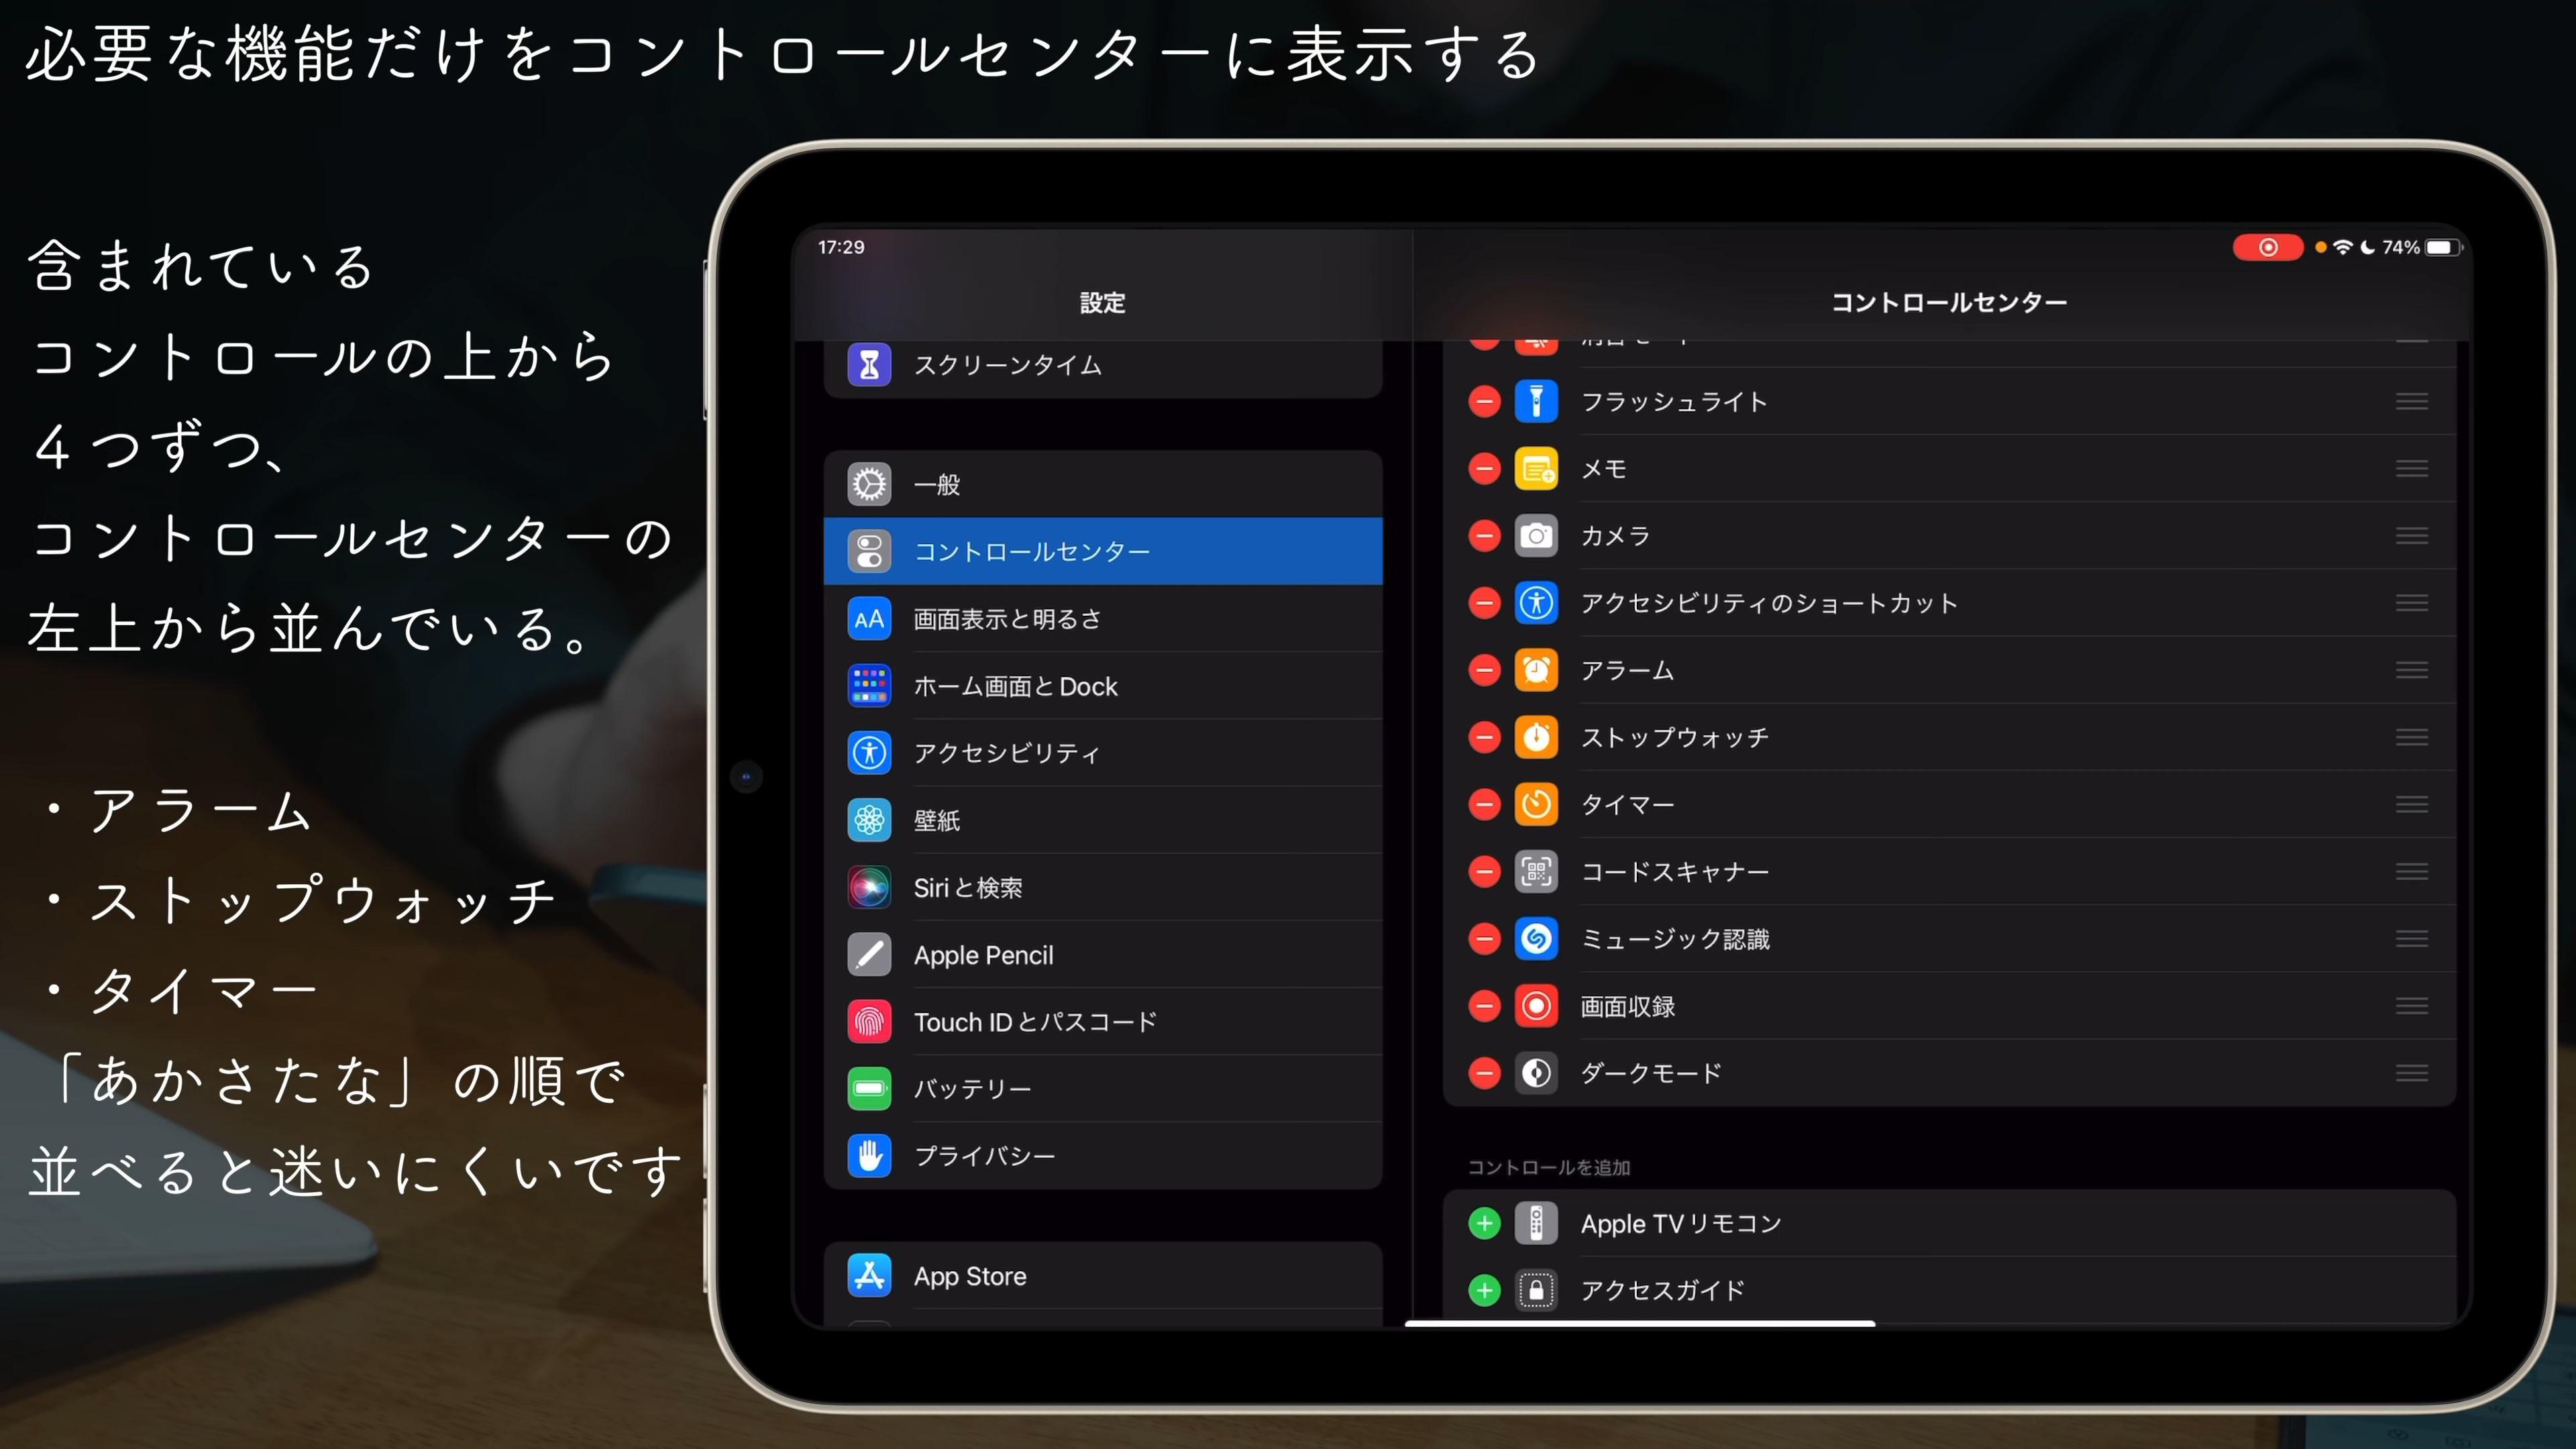 必要な機能だけをコントロールセンターに表示する
含まれている
コントロールの上から
4つずつ、
コントロールセンターの
左上から並んでいる。
・アラーム
・ストップウォッチ
・タイマー
「あかさたな」の順で
並べると迷いにくいです
17:29
74%
設定
スクリーンタイム
一般
コントロールセンター
AA
画面表示と明るさ
ホーム画面とDock
アクセシビリティ
壁紙
Siriと検索
Apple Pencil
Touch IDとパスコード
バッテリー
プライバシー
App Store
コントロールセンター
フラッシュライト
メモ
カメラ
アクセシビリティのショートカット
アラーム
ストップウォッチ
タイマー
コードスキャナー
ミュージック認識
画面収録
ダークモード
コントロールを追加
Apple TVリモコン
アクセスガイド